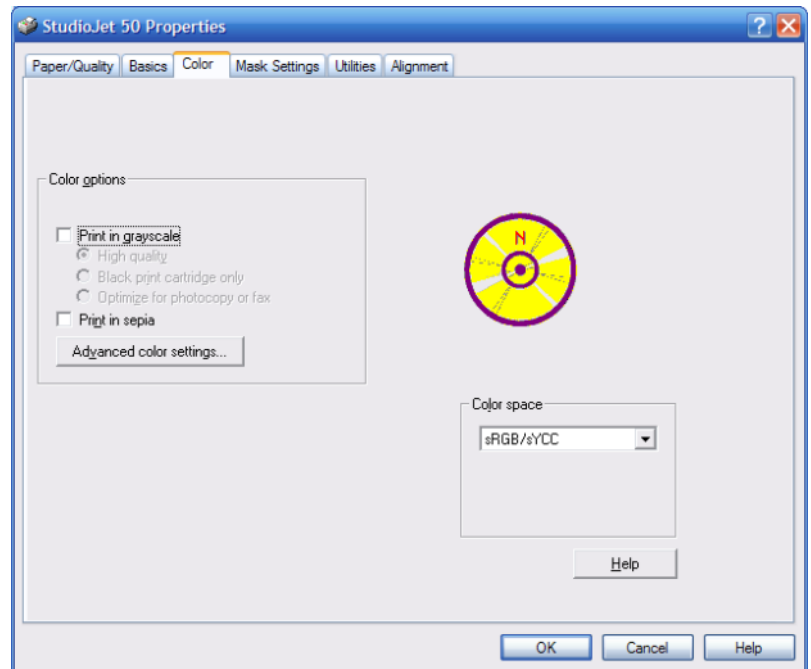 StudioJet 50 Properties
Paper/Quality Basics Color Mask Settings Utilities Alignment
Color options
Print in grayscale
High quality
Black print cartridge only
Optimize for photocopy or fax
Print in sepia
Advanced color settings...
N
Color space
sRGB/sYCC
Help
OK Cancel Help